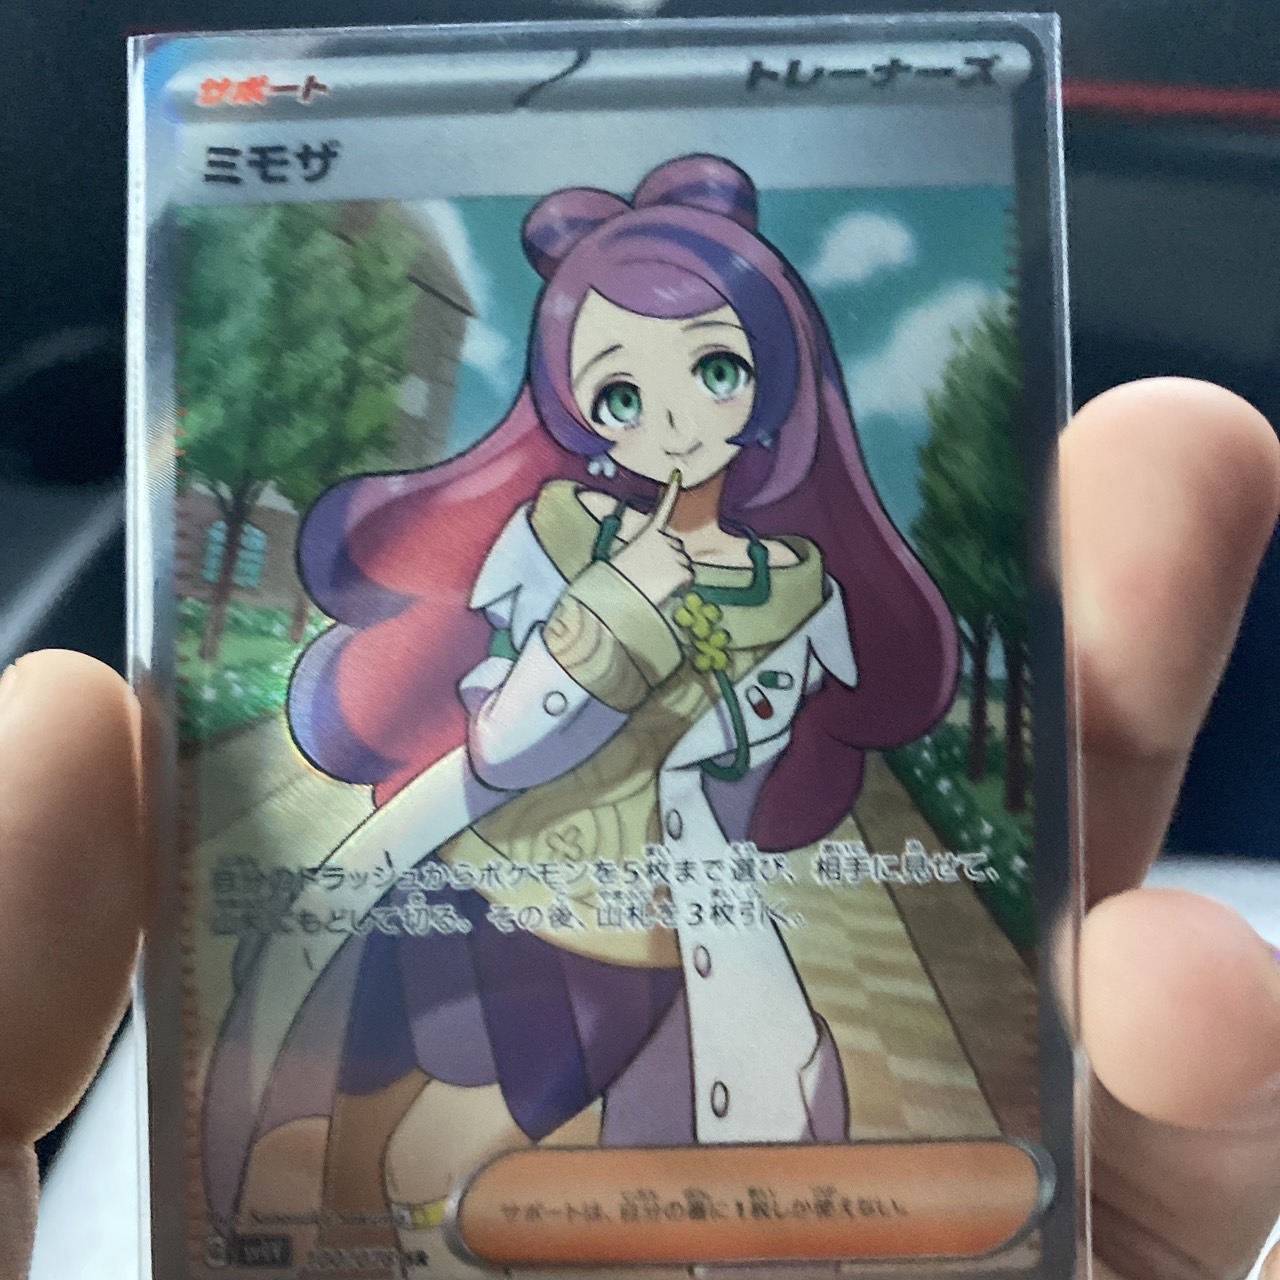 サポート
トレーナーズ
ミモザ
自分のトラッシュからポケモンを5枚まで選び、相手に見せて、
山札にもどして切る。その後、山札を3枚引く。
サポートは、自分の番に1枚しか使えない。
100/078 SR